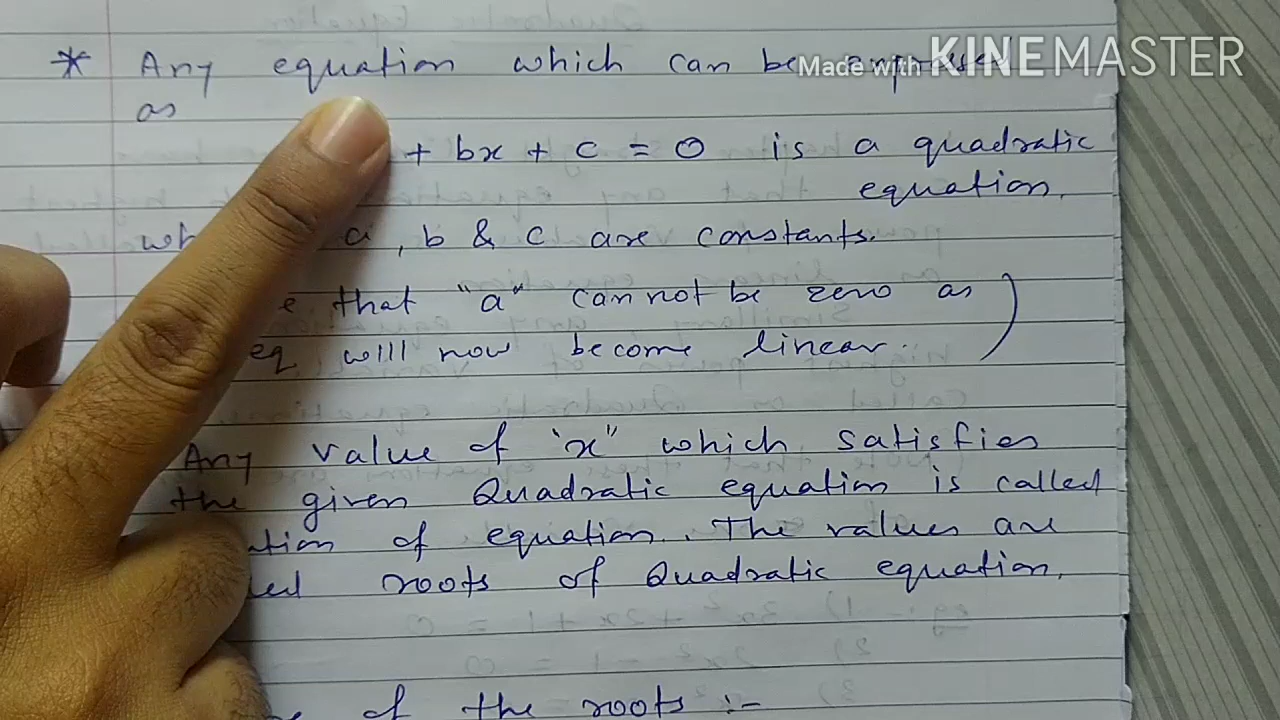 * Any equation which can be
Made with KINEMASTER
as
+ bx + c = 0 is a quadratic
equation.
a, b & c are constants.
that "a" cannot be zero as
eq will now become linear. )
Any value of 'x" which satisfies
the given Quadratic equation is called
of equation. The values are
roots of Quadratic equation.
of the roots :-